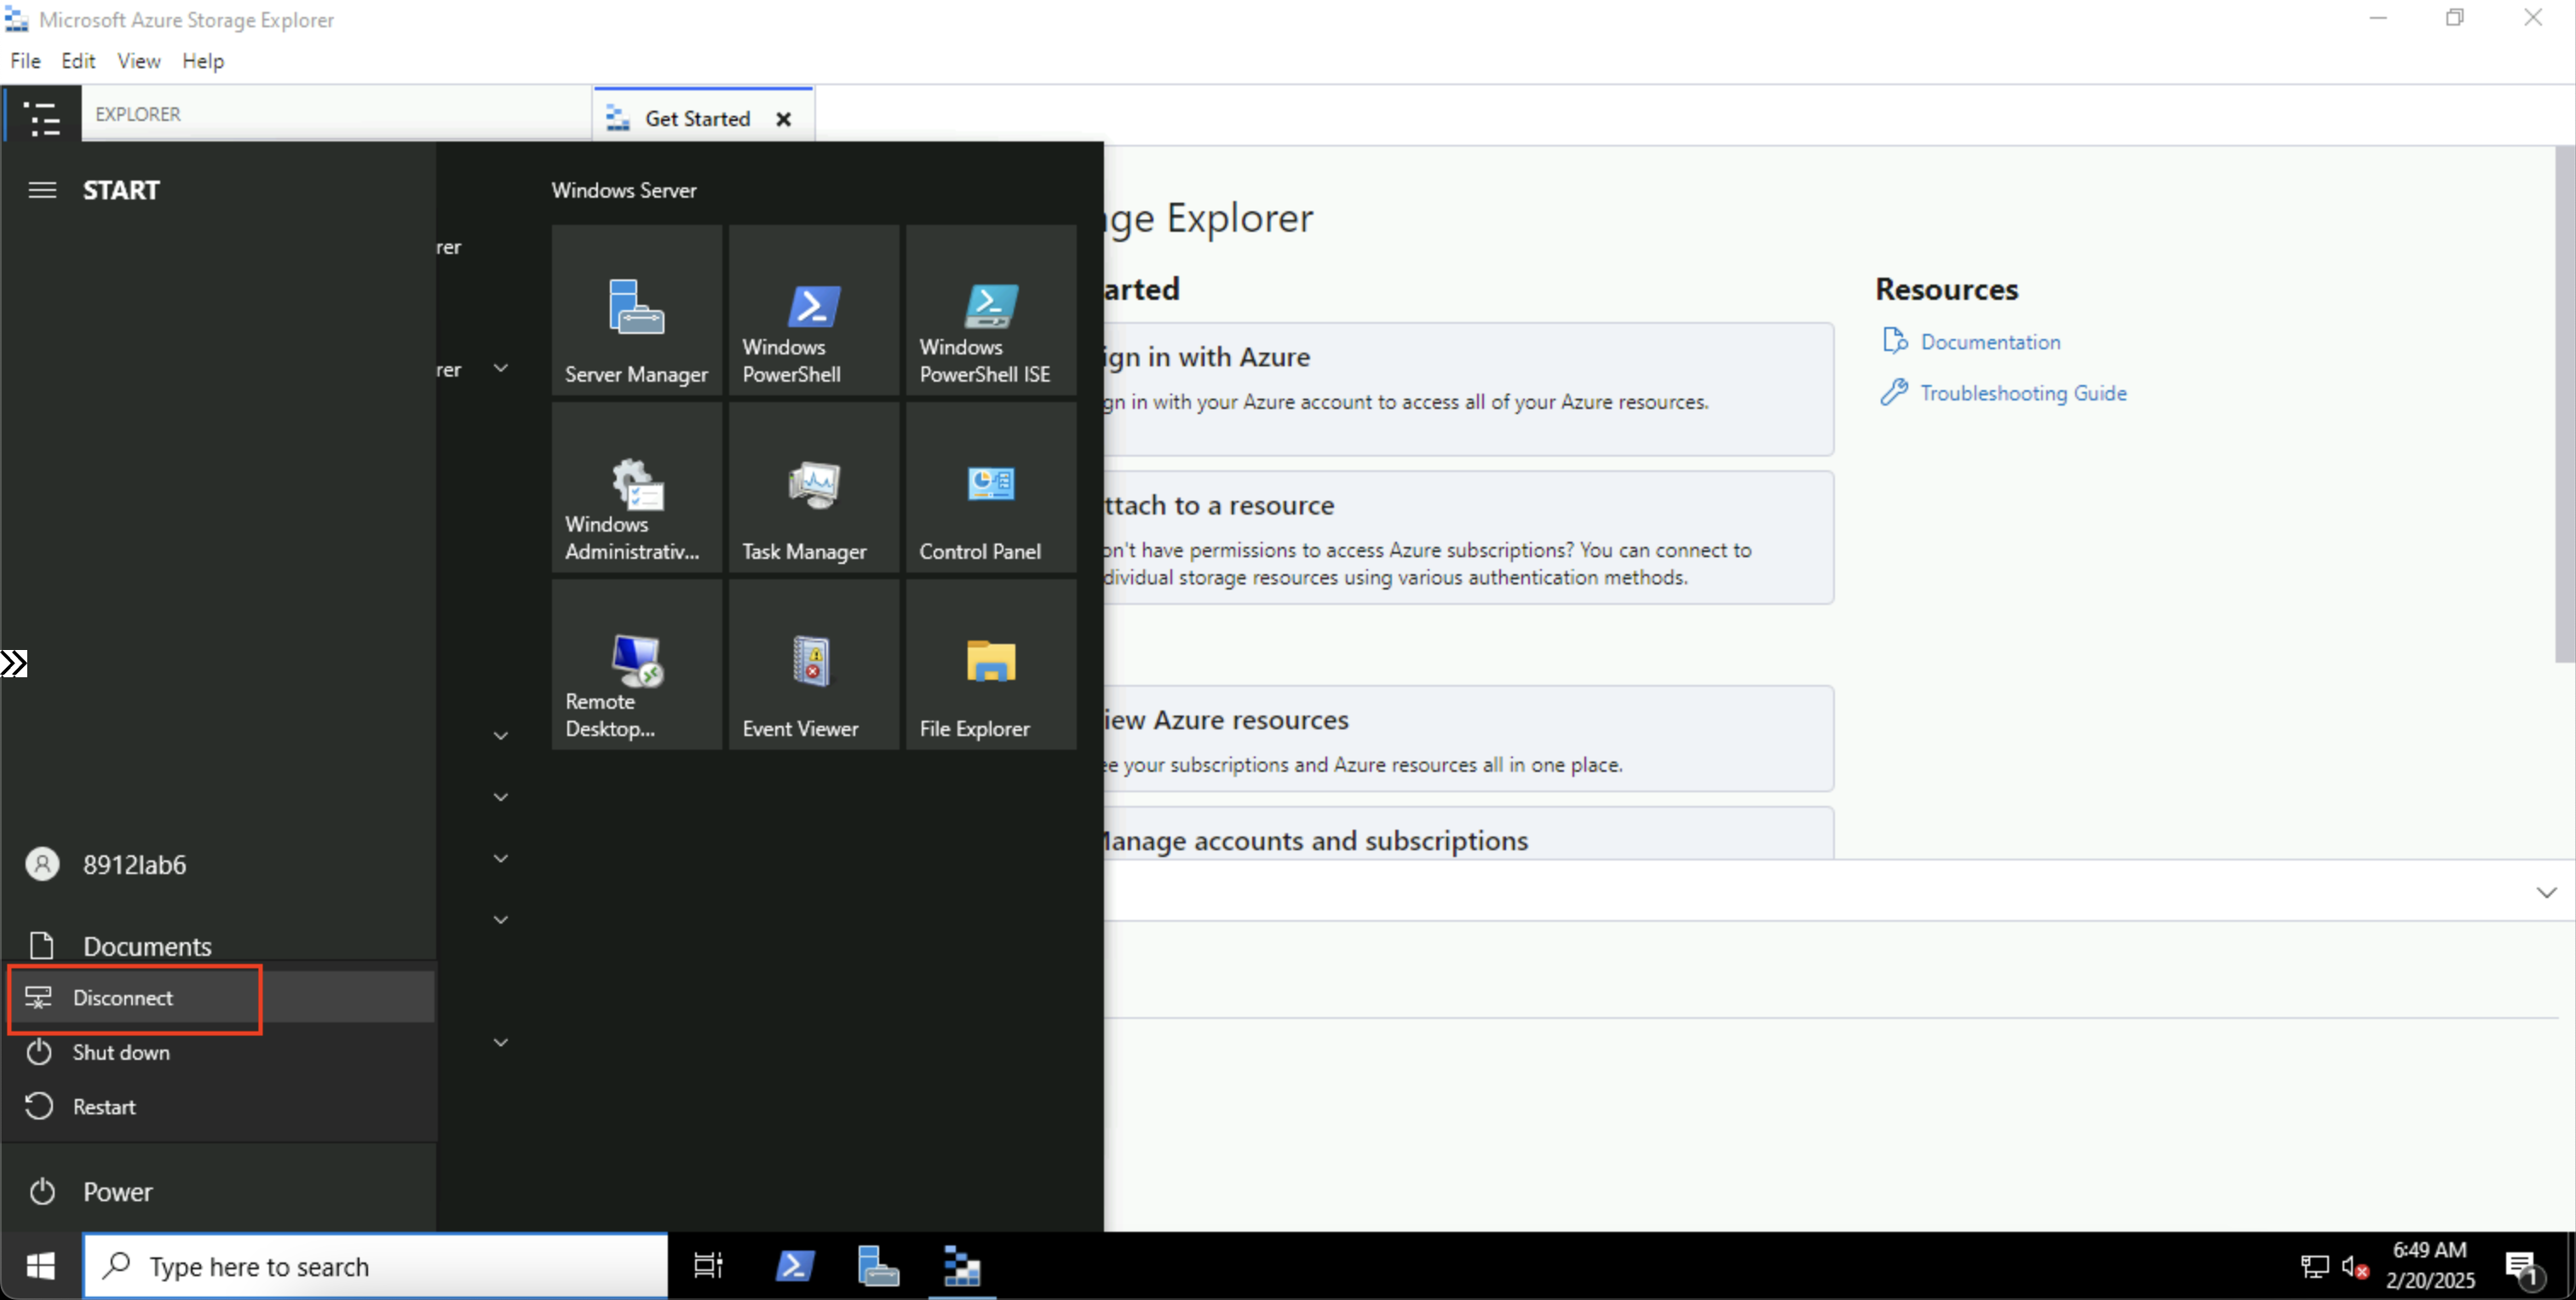 Microsoft Azure Storage Explorer
File Edit View Help
EXPLORER
Get Started
START
Windows Server
rer
rer
Server Manager
Windows
PowerShell
Windows
PowerShell ISE
Windows
Administrativ...
Task Manager
Control Panel
Remote
Desktop...
Event Viewer
File Explorer
8912lab6
Documents
Disconnect
Shut down
Restart
Power
ge Explorer
arted
ign in with Azure
gn in with your Azure account to access all of your Azure resources.
ttach to a resource
on't have permissions to access Azure subscriptions? You can connect to
dividual storage resources using various authentication methods.
iew Azure resources
ee your subscriptions and Azure resources all in one place.
Manage accounts and subscriptions
Resources
Documentation
Troubleshooting Guide
Type here to search
6:49 AM
2/20/2025
1